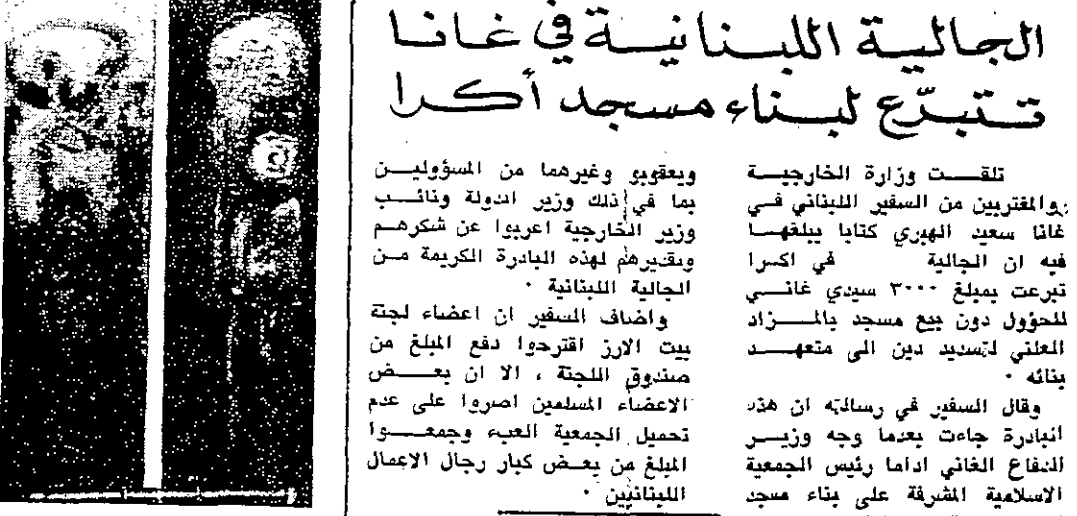 الجالية اللبنانية في غانا
تتبرّع لبناء مسجد أكرا
تلقت وزارة الخارجية
والمغتربين من السفير اللبناني في
غانا سعيد الهبري كتابا يبلغها
فيه ان الجالية في اكرا
تبرعت بمبلغ ٣٠٠٠ سيدي غاني
للحؤول دون بيع مسجد بالمزاد
العلني لتسديد دين الى متعهد
بنائه ٠
وقال السفير في رسالته ان هذه
المبادرة جاءت بعدما وجه وزير
الدفاع الغاني اداما رئيس الجمعية
الاسلامية المشرفة على بناء مسجد
ويعقوبو وغيرهما من المسؤولين
بما في ذلك وزير الدولة ونائب
وزير الخارجية اعربوا عن شكرهم
وتقديرهم لهذه البادرة الكريمة من
الجالية اللبنانية ٠
واضاف السفير ان اعضاء لجنة
بيت الارز اقترحوا دفع المبلغ من
صندوق اللجنة ، الا ان بعض
الاعضاء المسلمين اصروا على عدم
تحميل الجمعية العبء وجمعوا
المبلغ من بعض كبار رجال الاعمال
اللبنانيين ٠